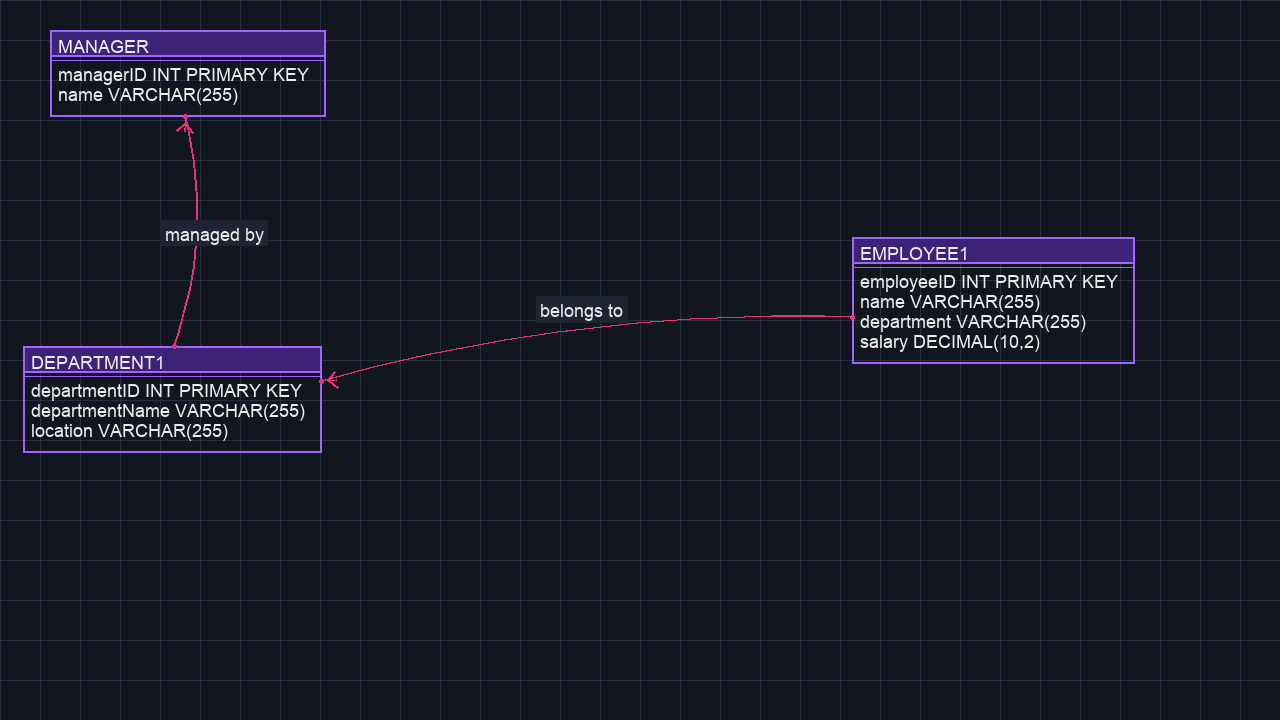 MANAGER
managerID INT PRIMARY KEY
name VARCHAR(255)
managed by
DEPARTMENT1
departmentID INT PRIMARY KEY
departmentName VARCHAR(255)
location VARCHAR(255)
belongs to
EMPLOYEE1
employeeID INT PRIMARY KEY
name VARCHAR(255)
department VARCHAR(255)
salary DECIMAL(10,2)